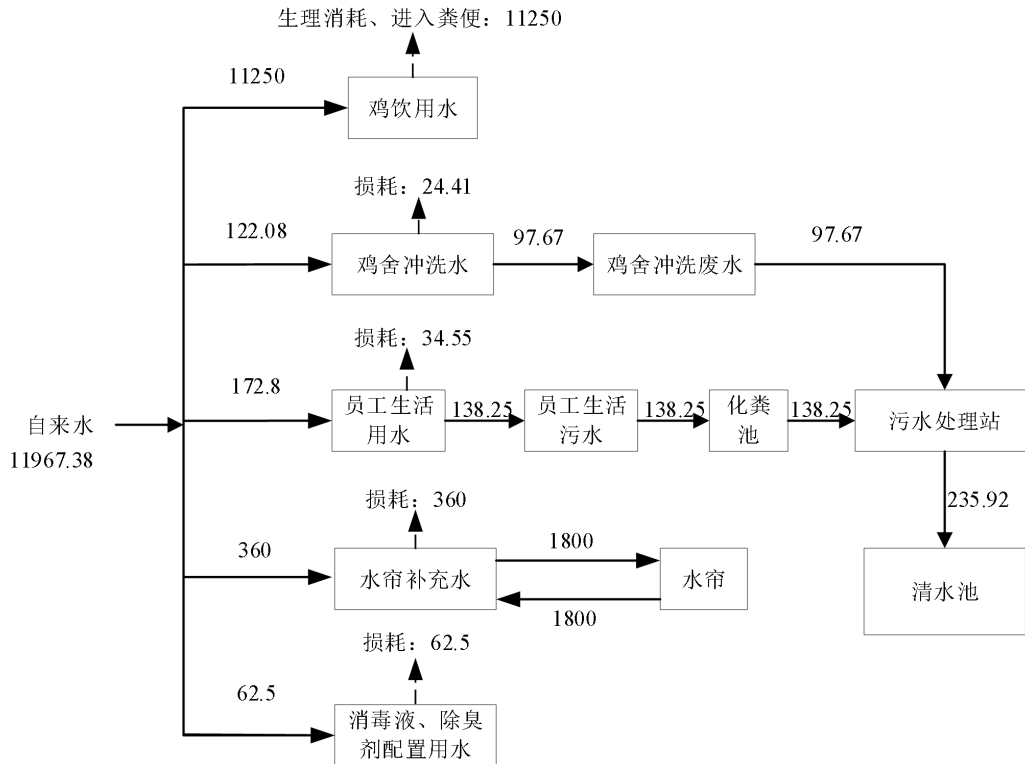 生理消耗、进入粪便：11250
11250
鸡饮用水
损耗：24.41
122.08
鸡舍冲洗水
97.67
鸡舍冲洗废水
97.67
损耗：34.55
自来水
11967.38
172.8
员工生活
用水
138.25
员工生活
污水
138.25
化粪
池
138.25
污水处理站
235.92
清水池
损耗：360
360
水帘补充水
1800
水帘
1800
损耗：62.5
62.5
消毒液、除臭
剂配置用水